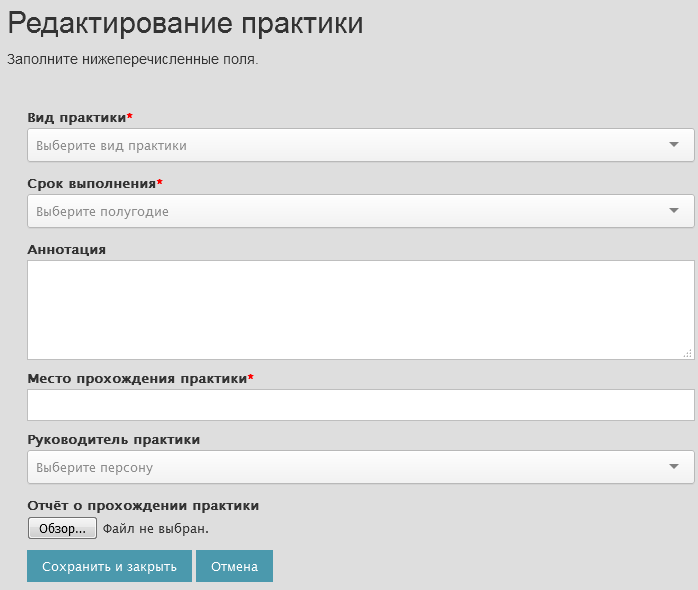 Редактирование практики
Заполните нижеперечисленные поля.
Вид практики*
Выберите вид практики
Срок выполнения*
Выберите полугодие
Аннотация
Место прохождения практики*
Руководитель практики
Выберите персону
Отчёт о прохождении практики
Обзор... Файл не выбран.
Сохранить и закрыть Отмена